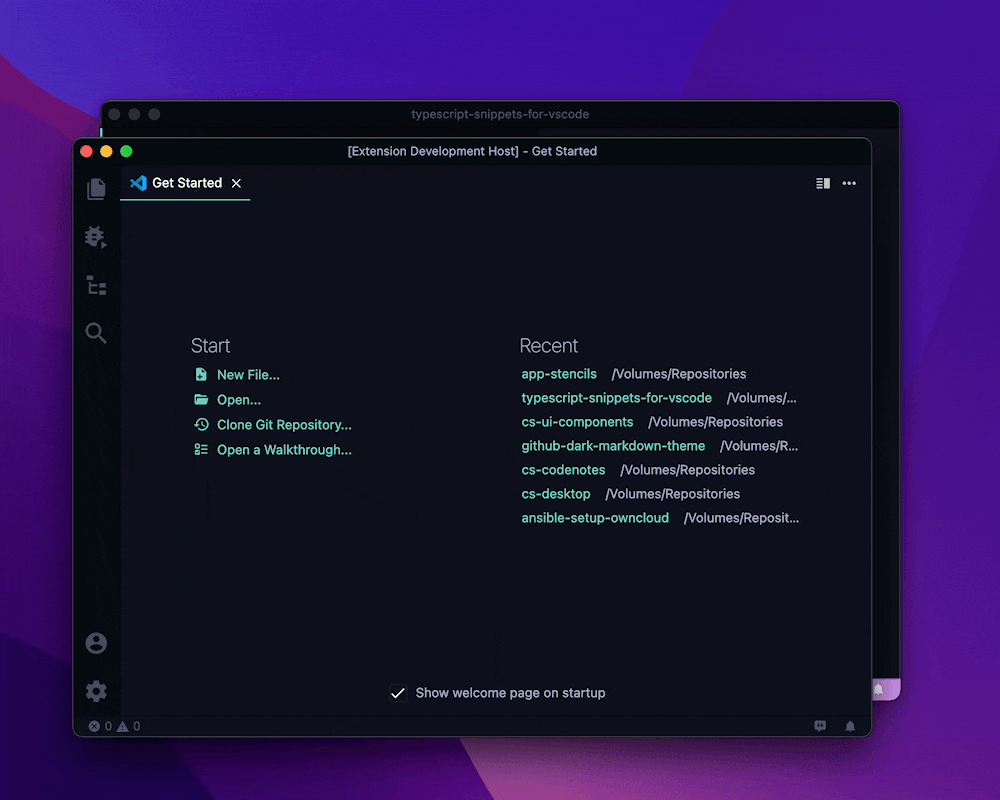 typescript-snippets-for-vscode
[Extension Development Host] - Get Started
Get Started
Start
New File...
Open...
Clone Git Repository...
Open a Walkthrough...
Recent
app-stencils /Volumes/Repositories
typescript-snippets-for-vscode /Volumes/...
cs-ui-components /Volumes/Repositories
github-dark-markdown-theme /Volumes/R...
cs-codenotes /Volumes/Repositories
cs-desktop /Volumes/Repositories
ansible-setup-owncloud /Volumes/Reposit...
Show welcome page on startup
0 0